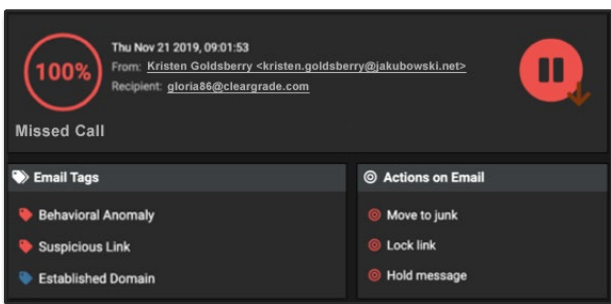 Thu Nov 21 2019, 09:01:53
100%
From: Kristen Goldsberry <kristen.goldsberry@jakubowski.net>
Recipient: gloria86@cleargrade.com
Missed Call
Email Tags
Actions on Email
Behavioral Anomaly
Move to junk
Suspicious Link
Lock link
Established Domain
Hold message